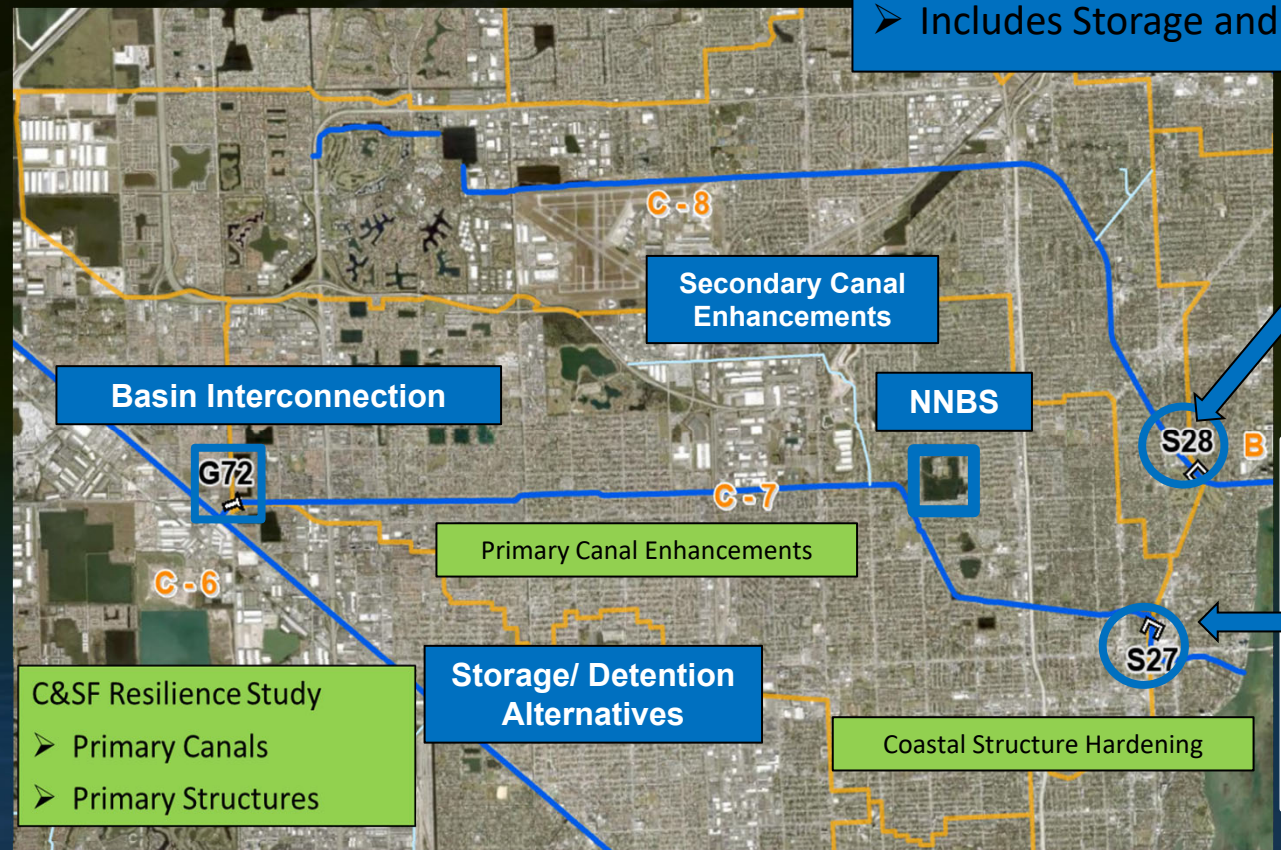 ➢ Includes Storage and
C - 8
Secondary Canal
Enhancements
Basin Interconnection
NNBS
S28
B
G72
C - 7
Primary Canal Enhancements
C - 6
S27
Storage/ Detention
Alternatives
C&SF Resilience Study
➢ Primary Canals
➢ Primary Structures
Coastal Structure Hardening